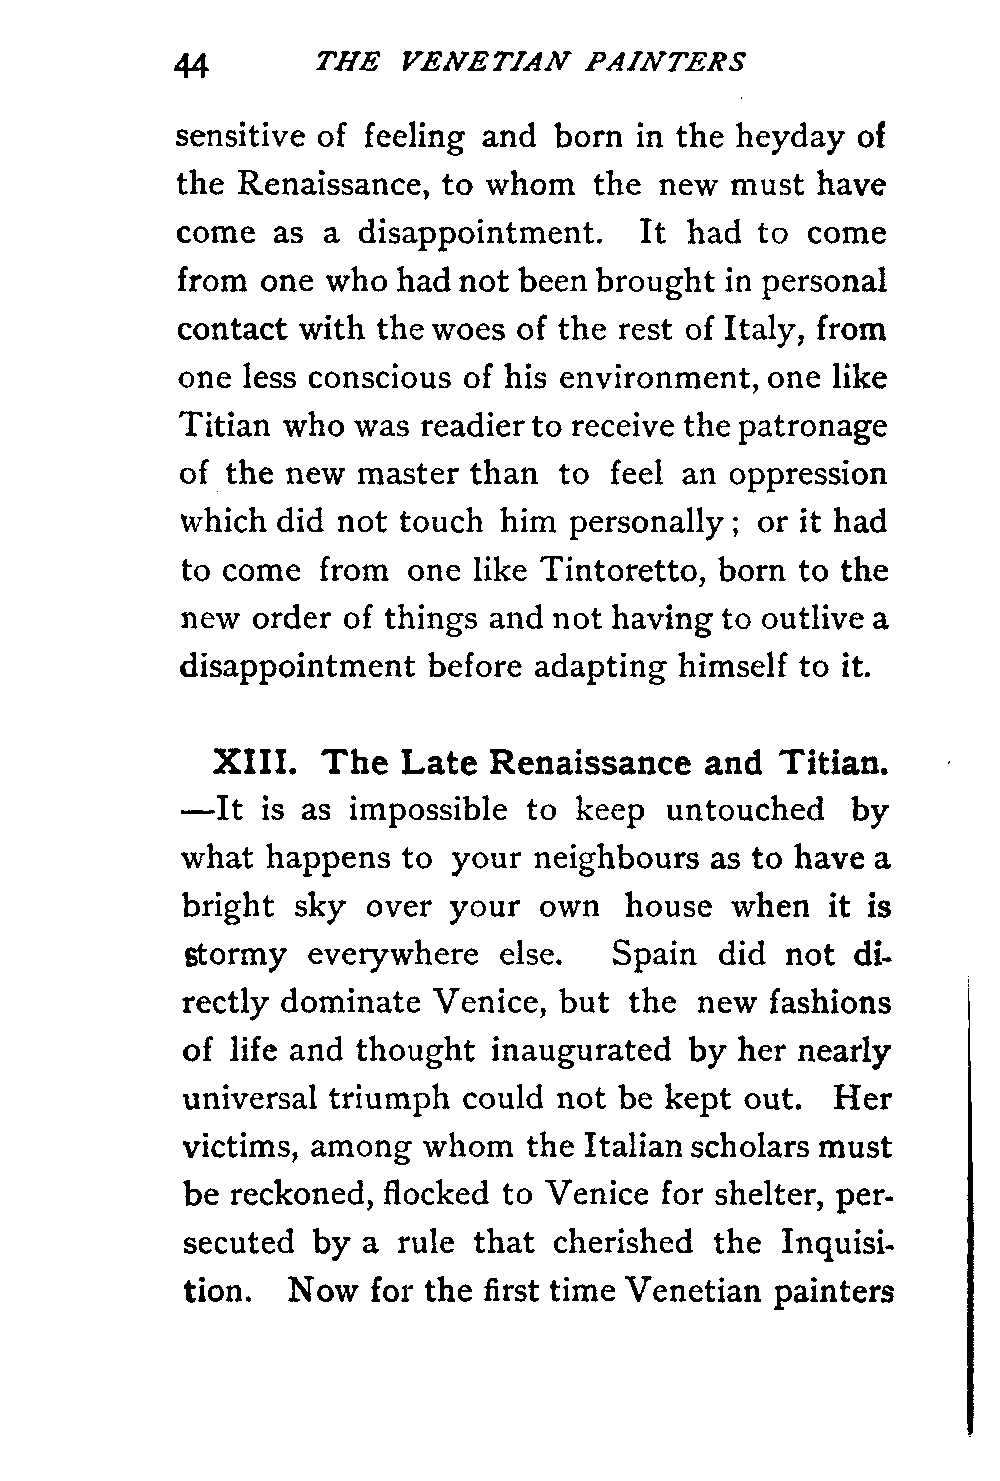 44 THE VENETIAN PAINTERS
sensitive of feeling and born in the heyday of
the Renaissance, to whom the new must have
come as a disappointment. It had to come
from one who had not been brought in personal
contact with the woes of the rest of Italy, from
one less conscious of his environment, one like
Titian who was readier to receive the patronage
of the new master than to feel an oppression
which did not touch him personally; or it had
to come from one like Tintoretto, born to the
new order of things and not having to outlive a
disappointment before adapting himself to it.
XIII. The Late Renaissance and Titian.
—It is as impossible to keep untouched by
what happens to your neighbours as to have a
bright sky over your own house when it is
stormy everywhere else. Spain did not di-
rectly dominate Venice, but the new fashions
of life and thought inaugurated by her nearly
universal triumph could not be kept out. Her
victims, among whom the Italian scholars must
be reckoned, flocked to Venice for shelter, per-
secuted by a rule that cherished the Inquisi-
tion. Now for the first time Venetian painters